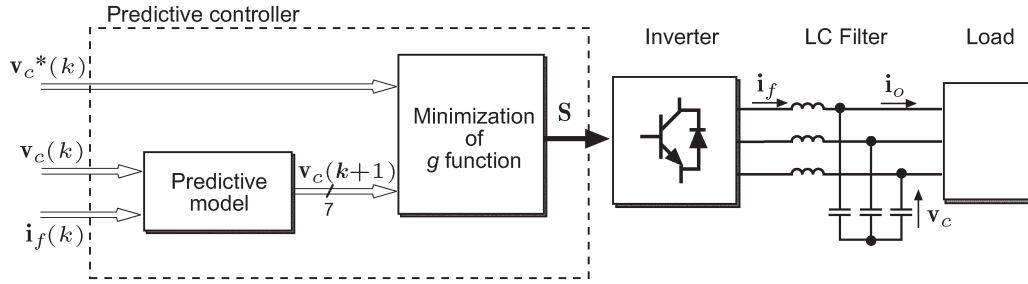 Predictive controller
Inverter
LC Filter
Load
v_c*(k)
i_f
i_o
Minimization
of
g function
S
v_c(k)
Predictive
model
v_c(k+1)
7
i_f(k)
v_c